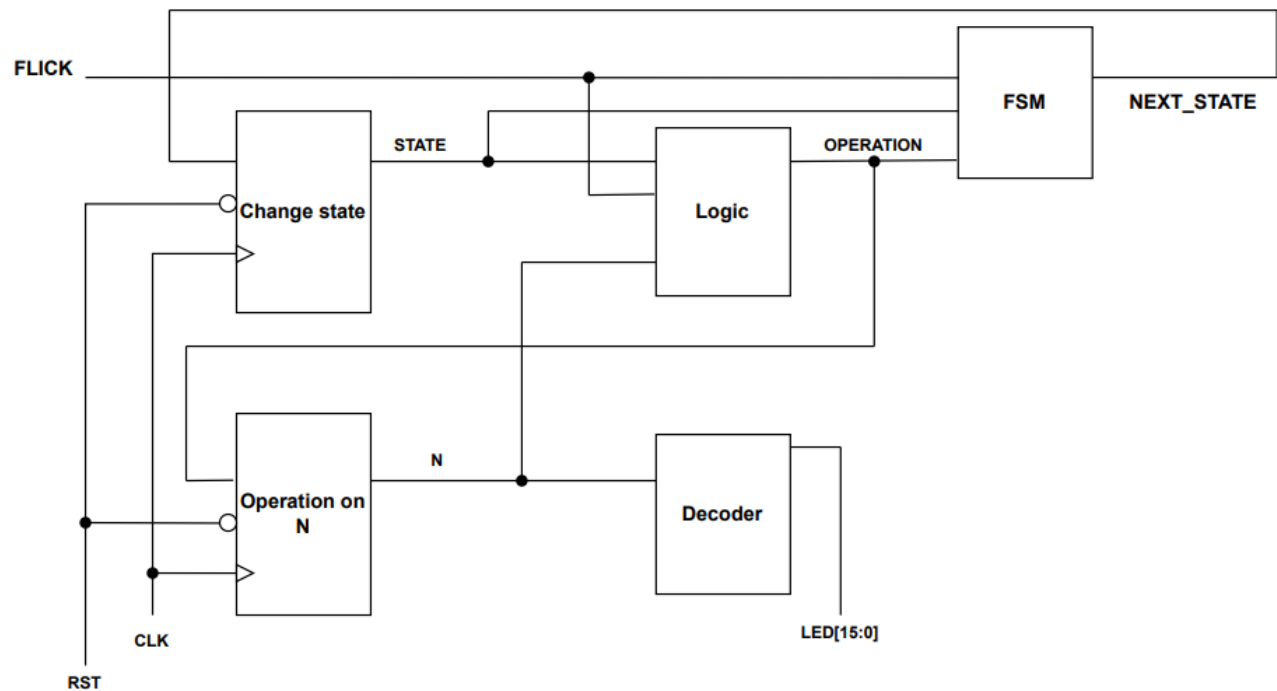 FLICK
FSM
NEXT_STATE
STATE
OPERATION
Change state
Logic
N
Operation on
N
Decoder
CLK
LED[15:0]
RST